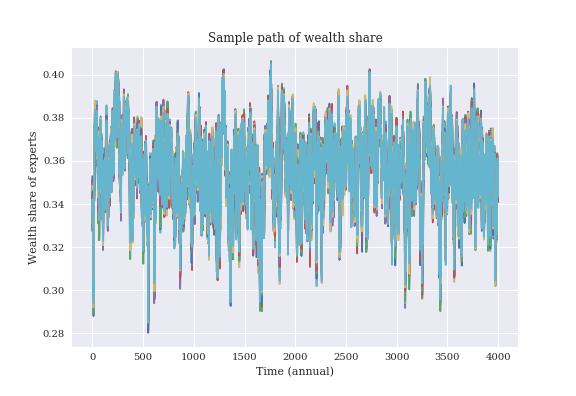 Sample path of wealth share
Wealth share of experts
0.40
0.38
0.36
0.34
0.32
0.30
0.28
0 500 1000 1500 2000 2500 3000 3500 4000
Time (annual)